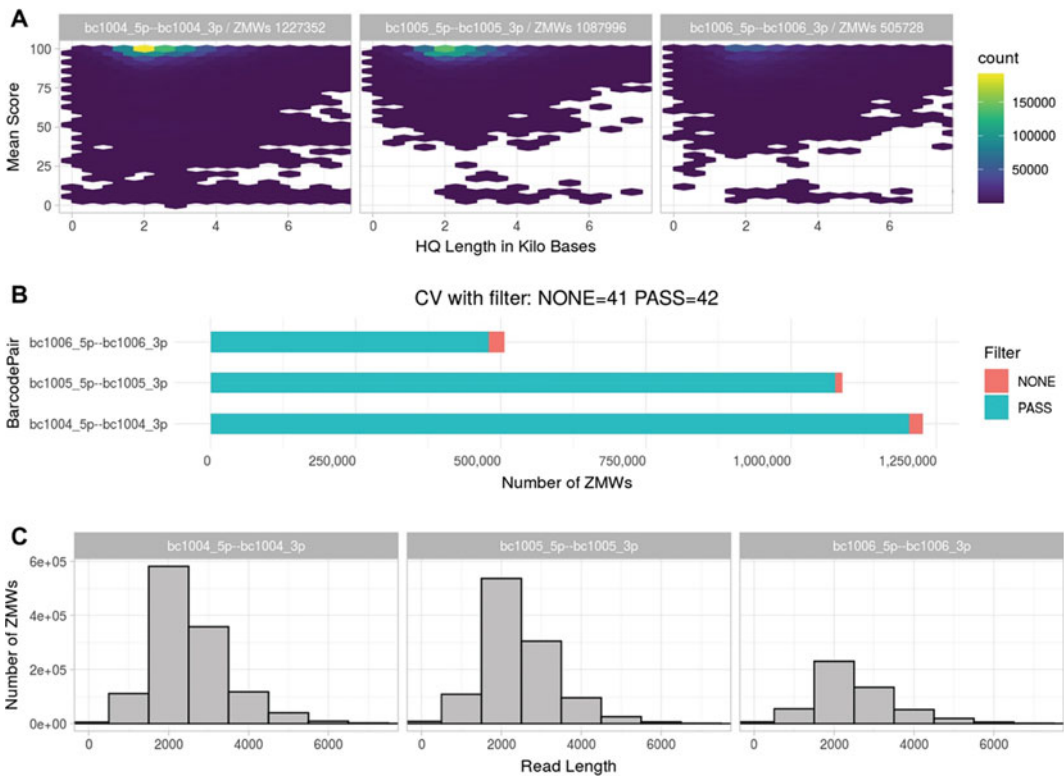 A
bc1004_5p--bc1004_3p / ZMWs 1227352
bc1005_5p--bc1005_3p / ZMWs 1087996
bc1006_5p--bc1006_3p / ZMWs 505728
Mean Score
100
75
50
25
0
0 2 4 6
0 2 4 6
0 2 4 6
HQ Length in Kilo Bases
count
150000
100000
50000
B
CV with filter: NONE=41 PASS=42
BarcodePair
bc1006_5p--bc1006_3p
bc1005_5p--bc1005_3p
bc1004_5p--bc1004_3p
0 250,000 500,000 750,000 1,000,000 1,250,000
Number of ZMWs
Filter
NONE
PASS
C
bc1004_5p--bc1004_3p
bc1005_5p--bc1005_3p
bc1006_5p--bc1006_3p
Number of ZMWs
6e+05
4e+05
2e+05
0e+00
0 2000 4000 6000
0 2000 4000 6000
0 2000 4000 6000
Read Length